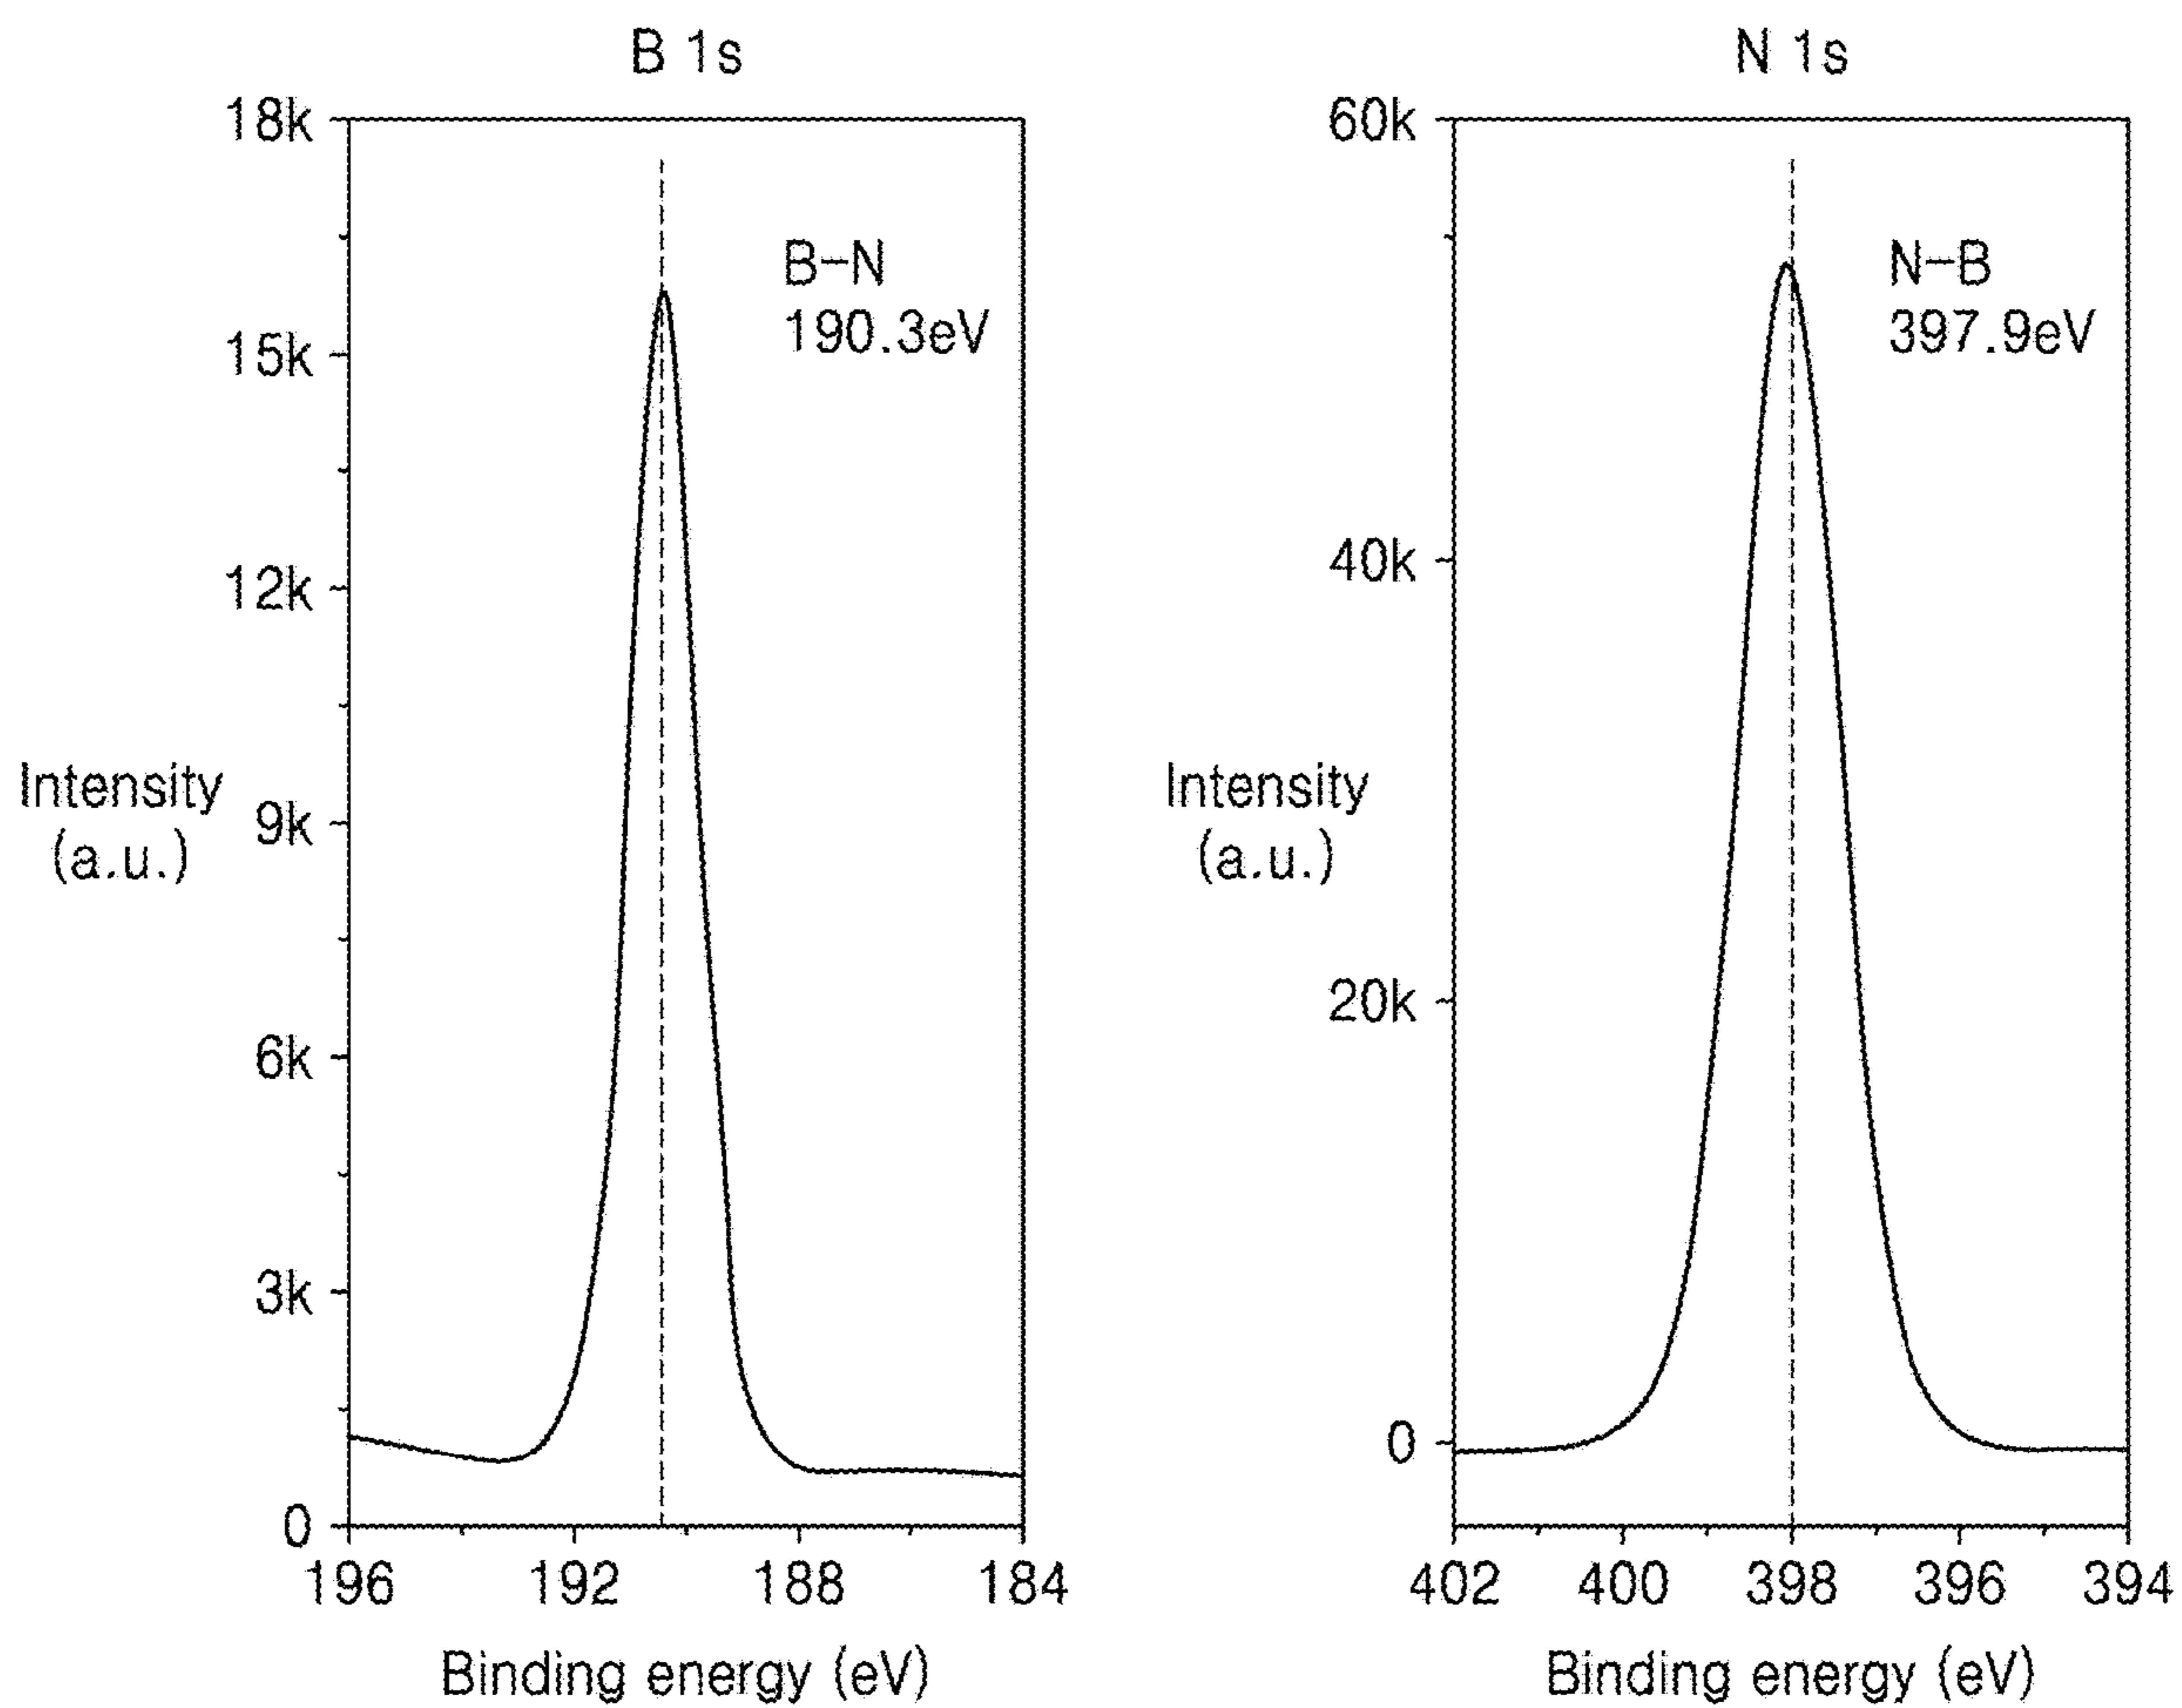 B 1s
18k
15k
12k
9k
6k
3k
0
Intensity
(a.u.)
B-N
190.3eV
196 192 188 184
Binding energy (eV)
N 1s
60k
40k
20k
0
Intensity
(a.u.)
N-B
397.9eV
402 400 398 396 394
Binding energy (eV)